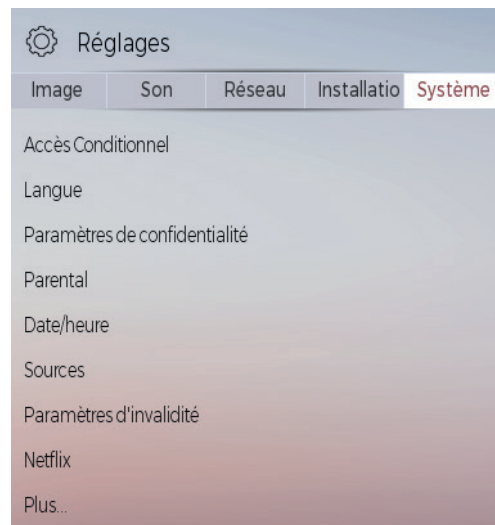 Réglages
Image Son Réseau Installatio Système
Accès Conditionnel
Langue
Paramètres de confidentialité
Parental
Date/heure
Sources
Paramètres d'invalidité
Netflix
Plus...